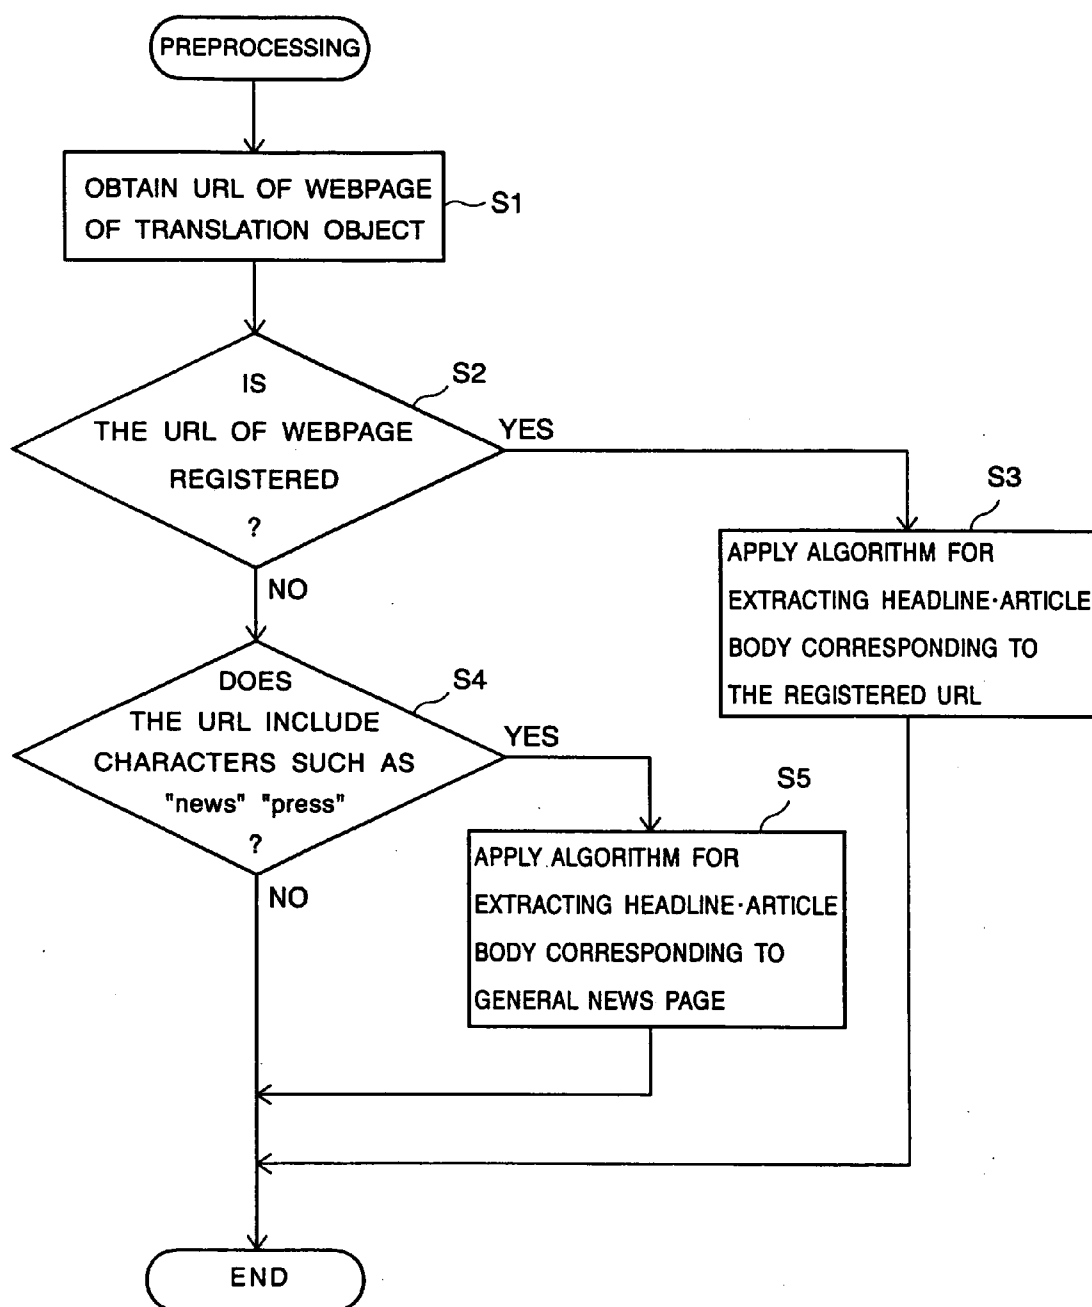 PREPROCESSING
OBTAIN URL OF WEBPAGE
OF TRANSLATION OBJECT
S1
IS
THE URL OF WEBPAGE
REGISTERED
?
S2
YES
NO
S3
APPLY ALGORITHM FOR
EXTRACTING HEADLINE·ARTICLE
BODY CORRESPONDING TO
THE REGISTERED URL
DOES
THE URL INCLUDE
CHARACTERS SUCH AS
"news" "press"
?
S4
YES
NO
S5
APPLY ALGORITHM FOR
EXTRACTING HEADLINE·ARTICLE
BODY CORRESPONDING TO
GENERAL NEWS PAGE
END